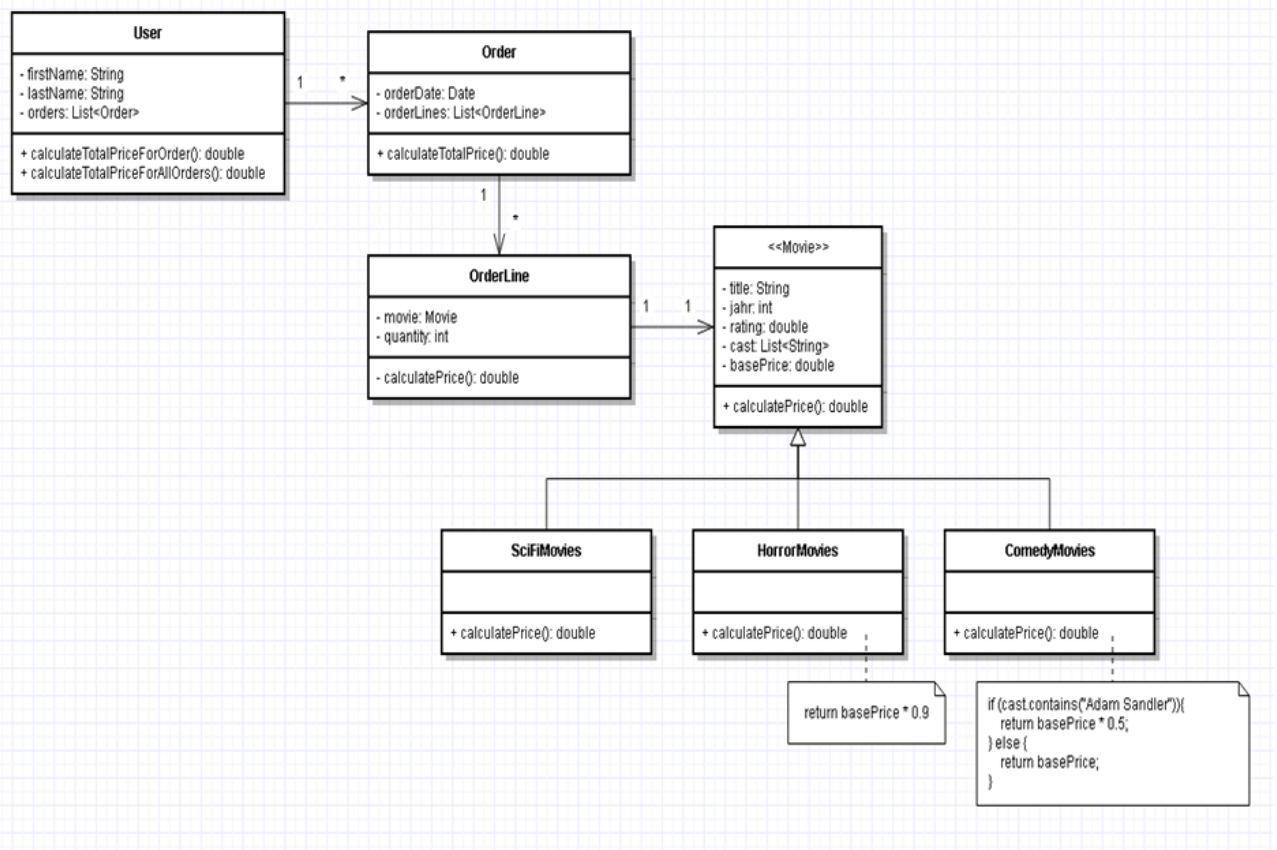 User
- firstName: String
- lastName: String
- orders: List<Order>
+ calculateTotalPriceForOrder(): double
+ calculateTotalPriceForAllOrders(): double
1 *
Order
- orderDate: Date
- orderLines: List<OrderLine>
+ calculateTotalPrice(): double
1
*
OrderLine
- movie: Movie
- quantity: int
- calculatePrice(): double
1 1
<<Movie>>
- title: String
- jahr: int
- rating: double
- cast: List<String>
- basePrice: double
+ calculatePrice(): double
SciFiMovies
+ calculatePrice(): double
HorrorMovies
+ calculatePrice(): double
return basePrice * 0.9
ComedyMovies
+ calculatePrice(): double
if (cast.contains("Adam Sandler")){
return basePrice * 0.5;
} else {
return basePrice;
}